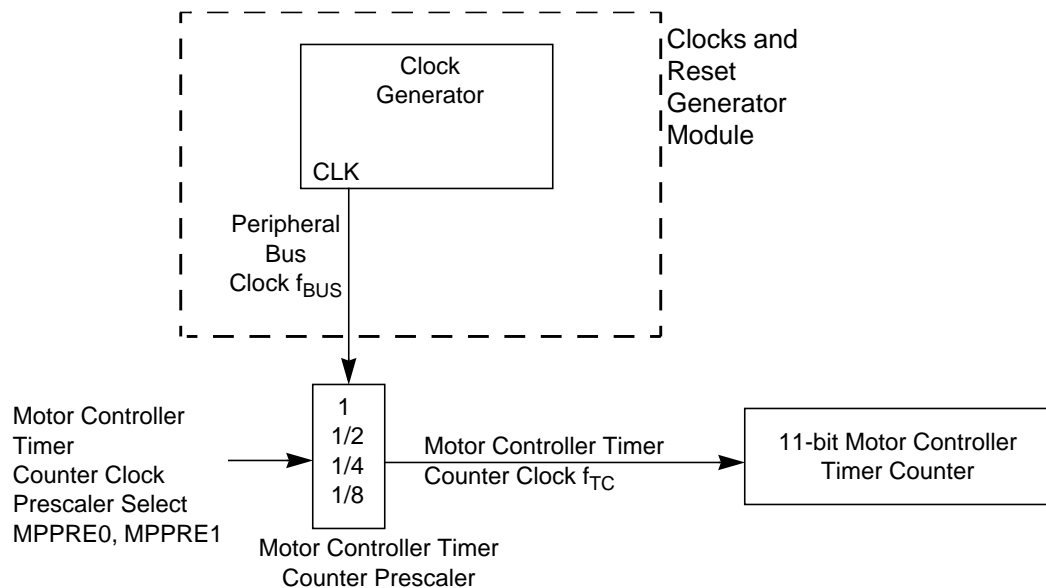 Clocks and
Reset
Generator
Module
Clock
Generator
CLK
Peripheral
Bus
Clock fBUS
Motor Controller
Timer
Counter Clock
Prescaler Select
MPPRE0, MPPRE1
1
1/2
1/4
1/8
Motor Controller Timer
Counter Clock fTC
11-bit Motor Controller
Timer Counter
Motor Controller Timer
Counter Prescaler